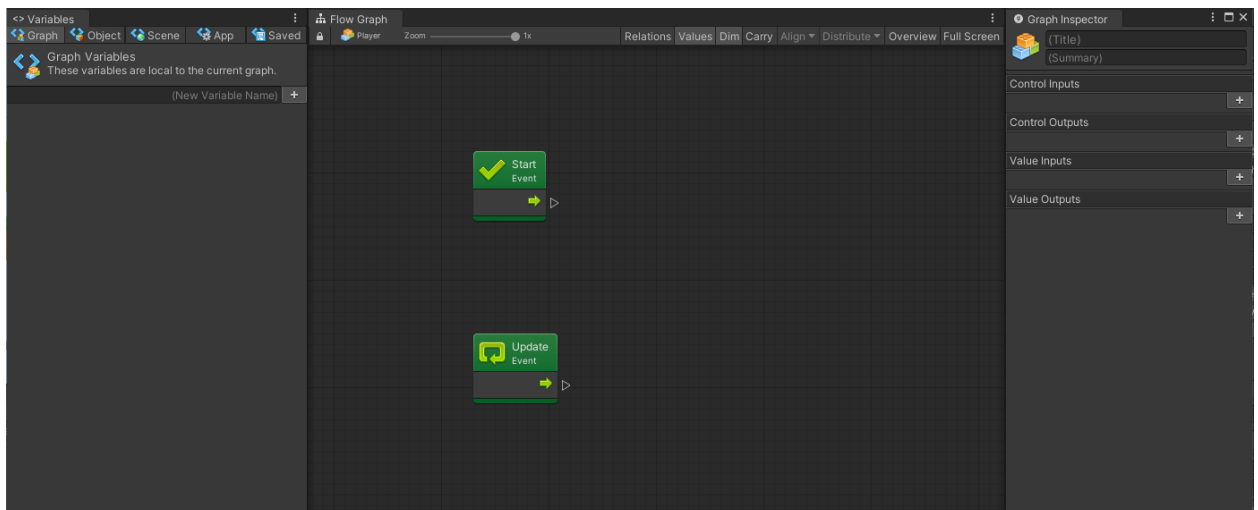 <> Variables
Graph Object Scene App Saved
Graph Variables
These variables are local to the current graph.
(New Variable Name) +
Flow Graph
Player Zoom 1x Relations Values Dim Carry Align Distribute Overview Full Screen
Start
Event
Update
Event
Graph Inspector
(Title)
(Summary)
Control Inputs
+
Control Outputs
+
Value Inputs
+
Value Outputs
+